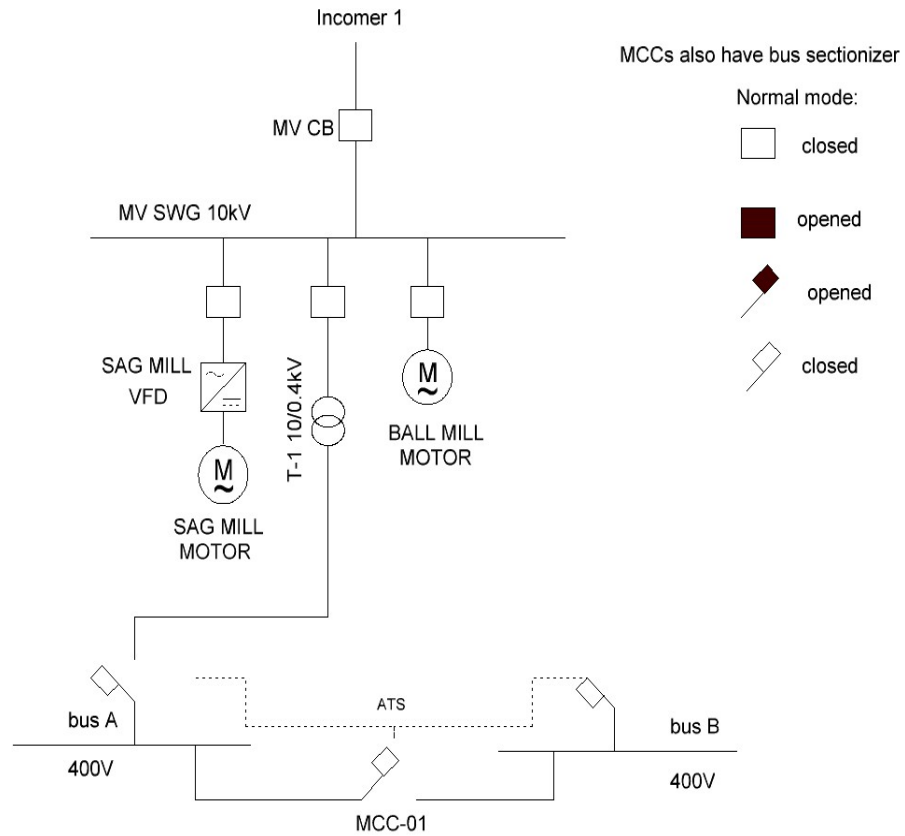 Incomer 1
MCCs also have bus sectionizer
Normal mode:
MV CB
closed
MV SWG 10kV
opened
opened
closed
SAG MILL
VFD
T-1 10/0.4kV
M
~
BALL MILL
MOTOR
M
~
SAG MILL
MOTOR
ATS
bus A
bus B
400V
400V
MCC-01